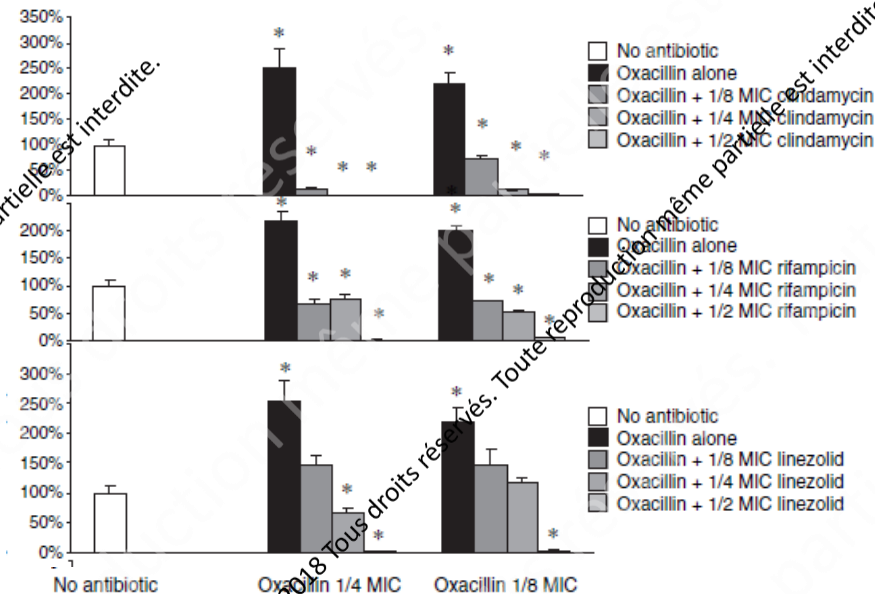 350%
300%
250%
200%
150%
100%
50%
0%
No antibiotic
Oxacillin alone
Oxacillin + 1/8 MIC clindamycin
Oxacillin + 1/4 MIC clindamycin
Oxacillin + 1/2 MIC clindamycin
* * * *
* * * *
200%
150%
100%
50%
0%
No antibiotic
Oxacillin alone
Oxacillin + 1/8 MIC rifampicin
Oxacillin + 1/4 MIC rifampicin
Oxacillin + 1/2 MIC rifampicin
* * * *
* * * *
300%
250%
200%
150%
100%
50%
0%
No antibiotic
Oxacillin alone
Oxacillin + 1/8 MIC linezolid
Oxacillin + 1/4 MIC linezolid
Oxacillin + 1/2 MIC linezolid
* * *
* *
No antibiotic
Oxacillin 1/4 MIC
Oxacillin 1/8 MIC
artielle est interdite.
2018 Tous droits réservés. Toute reproduction même partielle est interdite